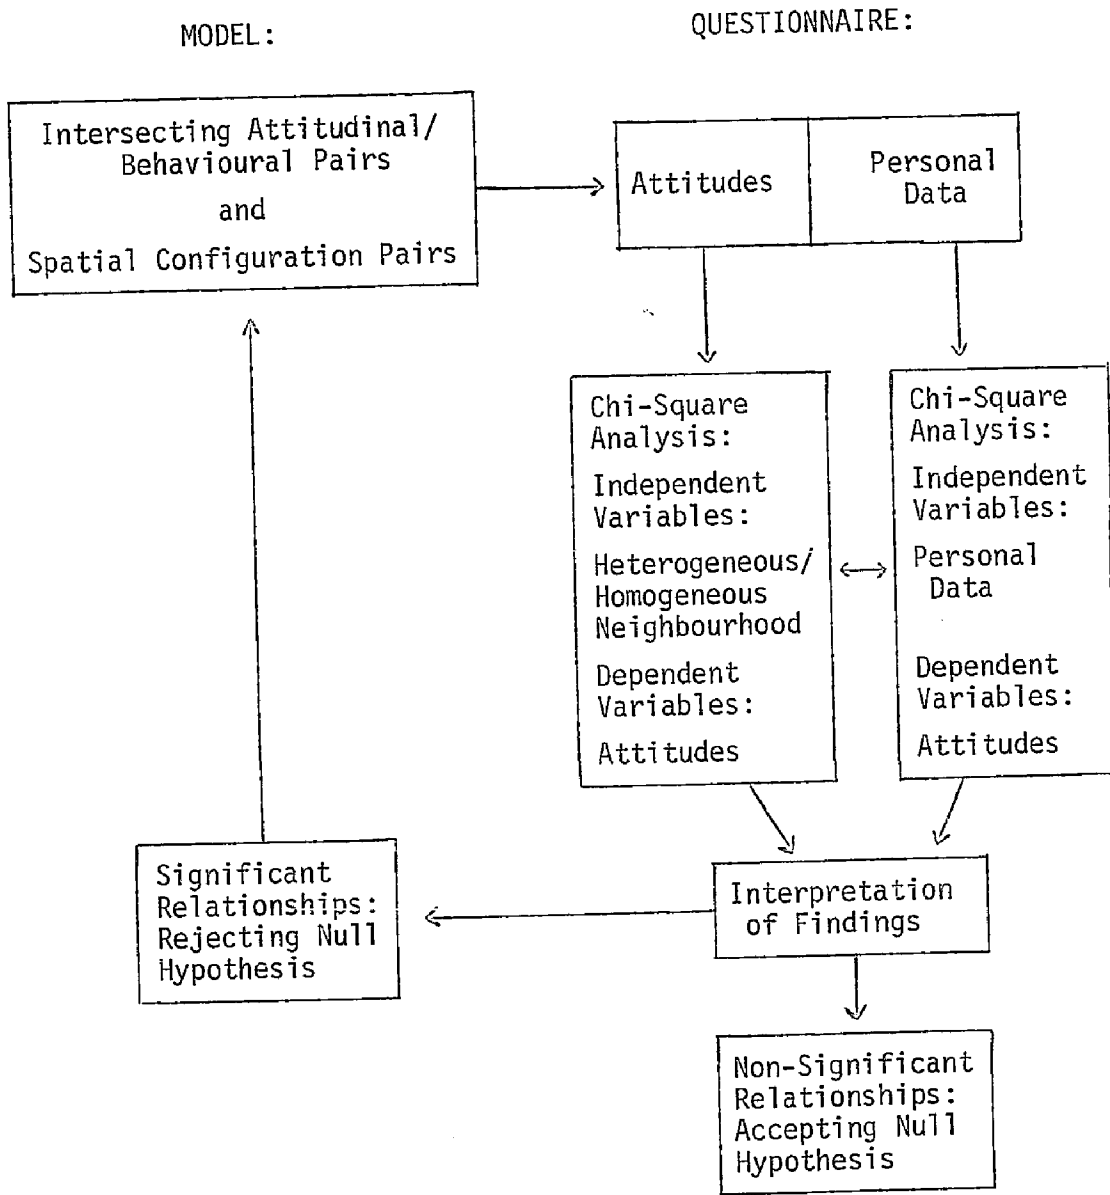 MODEL:
QUESTIONNAIRE:
Intersecting Attitudinal/
Behavioural Pairs
and
Spatial Configuration Pairs
Attitudes
Personal
Data
Chi-Square
Analysis:
Independent
Variables:
Heterogeneous/
Homogeneous
Neighbourhood
Dependent
Variables:
Attitudes
Chi-Square
Analysis:
Independent
Variables:
Personal
Data
Dependent
Variables:
Attitudes
Interpretation
of Findings
Significant
Relationships:
Rejecting Null
Hypothesis
Non-Significant
Relationships:
Accepting Null
Hypothesis